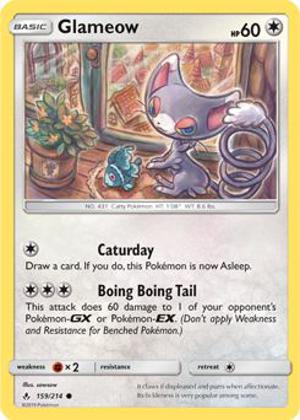 BASIC
Glameow
HP60
NO. 431 Catty Pokémon HT: 1'08" WT: 8.6 lbs.
Caturday
Draw a card. If you do, this Pokémon is now Asleep.
Boing Boing Tail
This attack does 60 damage to 1 of your opponent's
Pokémon-GX or Pokémon-EX. (Don't apply Weakness
and Resistance for Benched Pokémon.)
weakness ×2 resistance retreat
Illus. sowsow
159/214
©2019 Pokémon
It claws if displeased and purrs when affectionate.
Its fickleness is very popular among some.